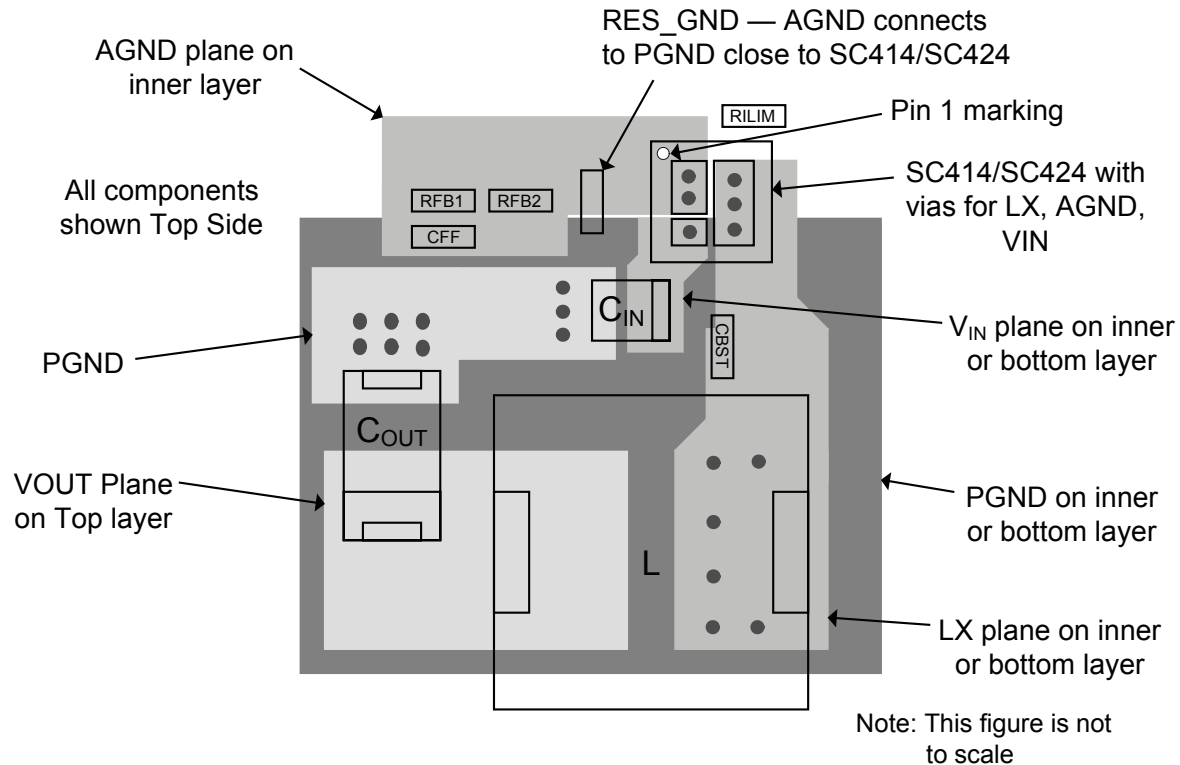 RES_GND — AGND connects
to PGND close to SC414/SC424
AGND plane on
inner layer
Pin 1 marking
RILIM
All components
shown Top Side
SC414/SC424 with
vias for LX, AGND,
VIN
RFB1
RFB2
CFF
CIN
CBST
VIN plane on inner
or bottom layer
PGND
COUT
VOUT Plane
on Top layer
PGND on inner
or bottom layer
L
LX plane on inner
or bottom layer
Note: This figure is not
to scale